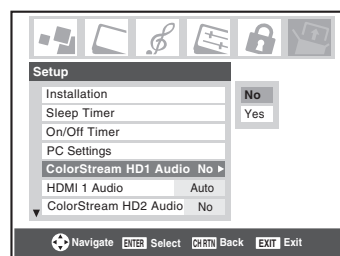 Setup
Installation
No
Sleep Timer
Yes
On/Off Timer
PC Settings
ColorStream HD1 Audio No ▶
HDMI 1 Audio Auto
ColorStream HD2 Audio No
Navigate ENTER Select CH RTN Back EXIT Exit